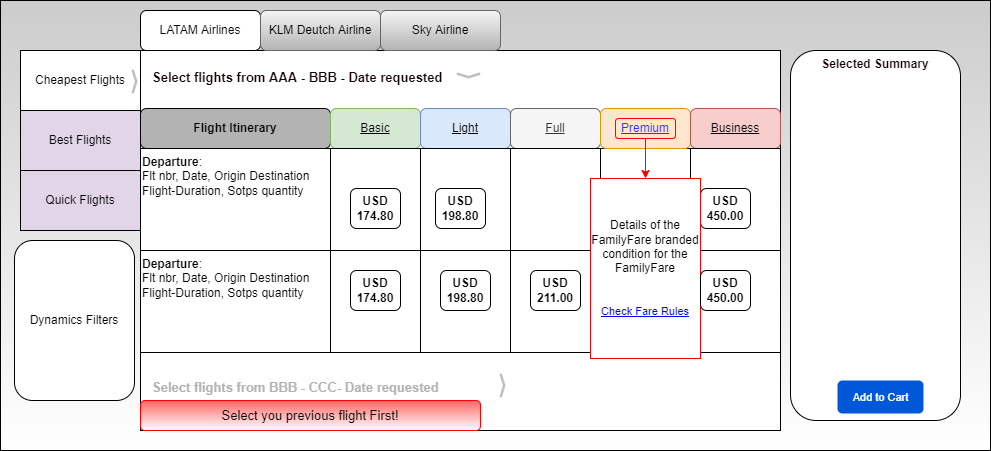 LATAM Airlines
KLM Deutch Airline
Sky Airline
Cheapest Flights
Best Flights
Quick Flights
Dynamics Filters
Select flights from AAA - BBB - Date requested
Flight Itinerary
Basic
Light
Full
Premium
Business
Departure:
Flt nbr, Date, Origin Destination
Flight-Duration, Sotps quantity
USD
174.80
USD
198.80
USD
450.00
Departure:
Flt nbr, Date, Origin Destination
Flight-Duration, Sotps quantity
USD
174.80
USD
198.80
USD
211.00
USD
450.00
Details of the
FamilyFare branded
condition for the
FamilyFare
Check Fare Rules
Select flights from BBB - CCC- Date requested
Select you previous flight First!
Selected Summary
Add to Cart